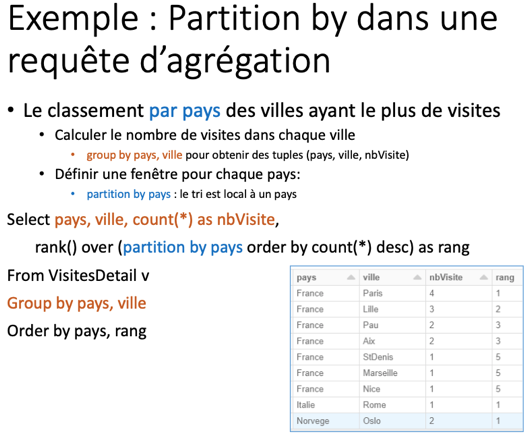 Exemple : Partition by dans une
requête d’agrégation
• Le classement par pays des villes ayant le plus de visites
• Calculer le nombre de visites dans chaque ville
• group by pays, ville pour obtenir des tuples (pays, ville, nbVisite)
• Définir une fenêtre pour chaque pays:
• partition by pays : le tri est local à un pays
Select pays, ville, count(*) as nbVisite,
rank() over (partition by pays order by count(*) desc) as rang
From VisitesDetail v
Group by pays, ville
Order by pays, rang
pays ville nbVisite rang
France Paris 4 1
France Lille 3 2
France Pau 2 3
France Aix 2 3
France StDenis 1 5
France Marseille 1 5
France Nice 1 5
Italie Rome 1 1
Norvege Oslo 2 1